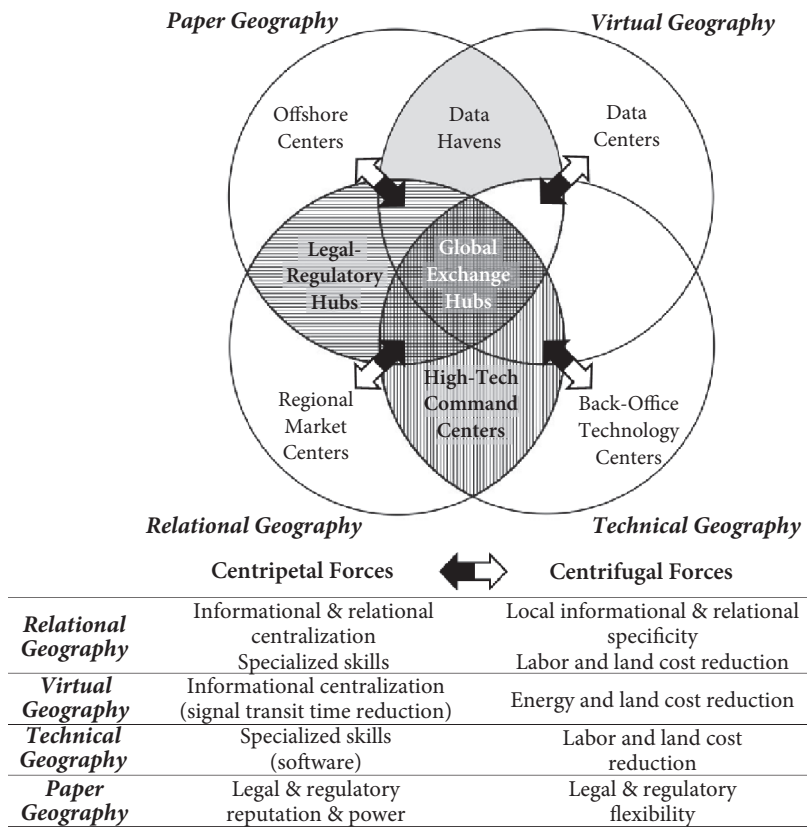 Paper Geography
Virtual Geography
Offshore
Centers
Data
Havens
Data
Centers
Legal-
Regulatory
Hubs
Global
Exchange
Hubs
Regional
Market
Centers
High-Tech
Command
Centers
Back-Office
Technology
Centers
Relational Geography
Technical Geography
Centripetal Forces
Centrifugal Forces
Relational
Geography
Informational & relational
centralization
Specialized skills
Local informational & relational
specificity
Labor and land cost reduction
Virtual
Geography
Informational centralization
(signal transit time reduction)
Energy and land cost reduction
Technical
Geography
Specialized skills
(software)
Labor and land cost
reduction
Paper
Geography
Legal & regulatory
reputation & power
Legal & regulatory
flexibility